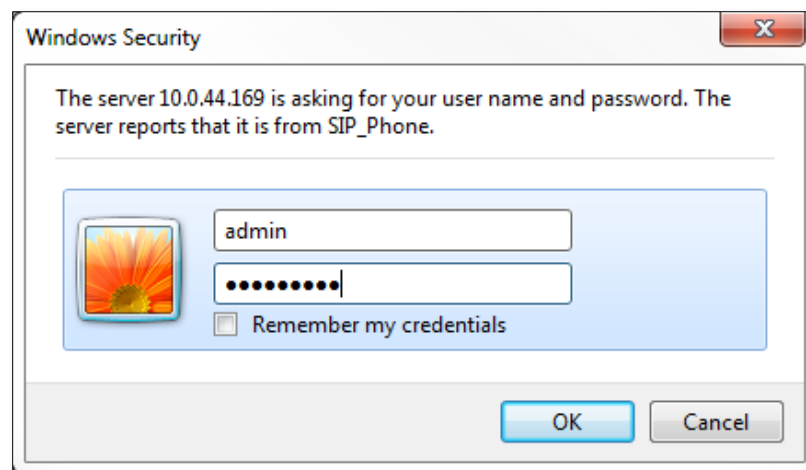 Windows Security
The server 10.0.44.169 is asking for your user name and password. The
server reports that it is from SIP_Phone.
admin
●●●●●●●●●
Remember my credentials
OK
Cancel